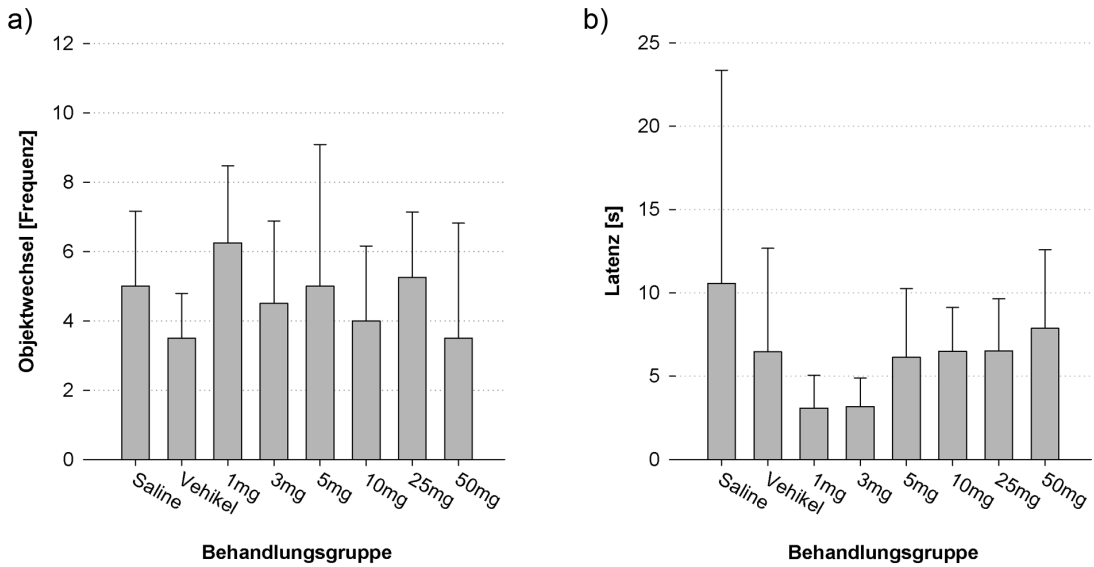 a)
12
10
8
6
4
2
0
Objektwechsel [Frequenz]
Saline
Vehikel
1mg
3mg
5mg
10mg
25mg
50mg
Behandlungsgruppe
b)
25
20
15
10
5
0
Latenz [s]
Saline
Vehikel
1mg
3mg
5mg
10mg
25mg
50mg
Behandlungsgruppe